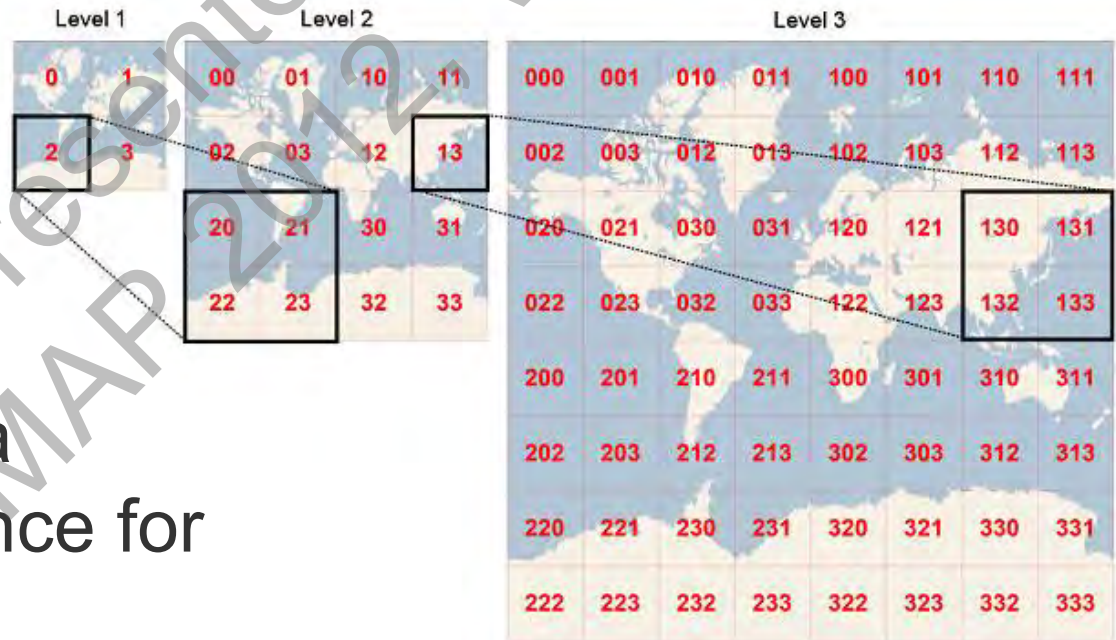 Level 1 Level 2 Level 3
0 1 00 01 10 11 000 001 010 011 100 101 110 111
2 3 02 03 12 13 002 003 012 013 102 103 112 113
20 21 30 31 020 021 030 031 120 121 130 131
22 23 32 33 022 023 032 033 122 123 132 133
200 201 210 211 300 301 310 311
202 203 212 213 302 303 312 313
220 221 230 231 320 321 330 331
222 223 232 233 322 323 332 333
a
nce for
resente
MAP 2012,